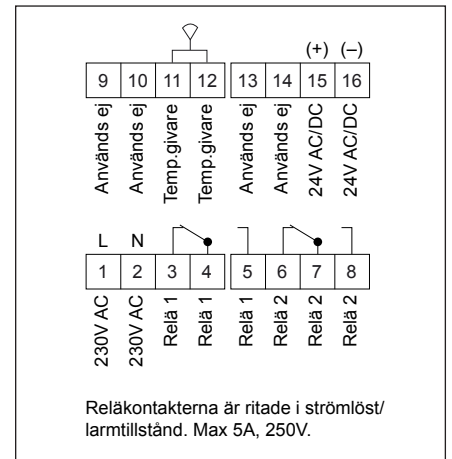 (+) (–)
9 10 11 12 13 14 15 16
Används ej
Används ej
Temp.givare
Temp.givare
Används ej
Används ej
24V AC/DC
24V AC/DC
L N
1 2 3 4 5 6 7 8
230V AC
230V AC
Relä 1
Relä 1
Relä 1
Relä 2
Relä 2
Relä 2
Reläkontakterna är ritade i strömlöst/
larmtillstånd. Max 5A, 250V.